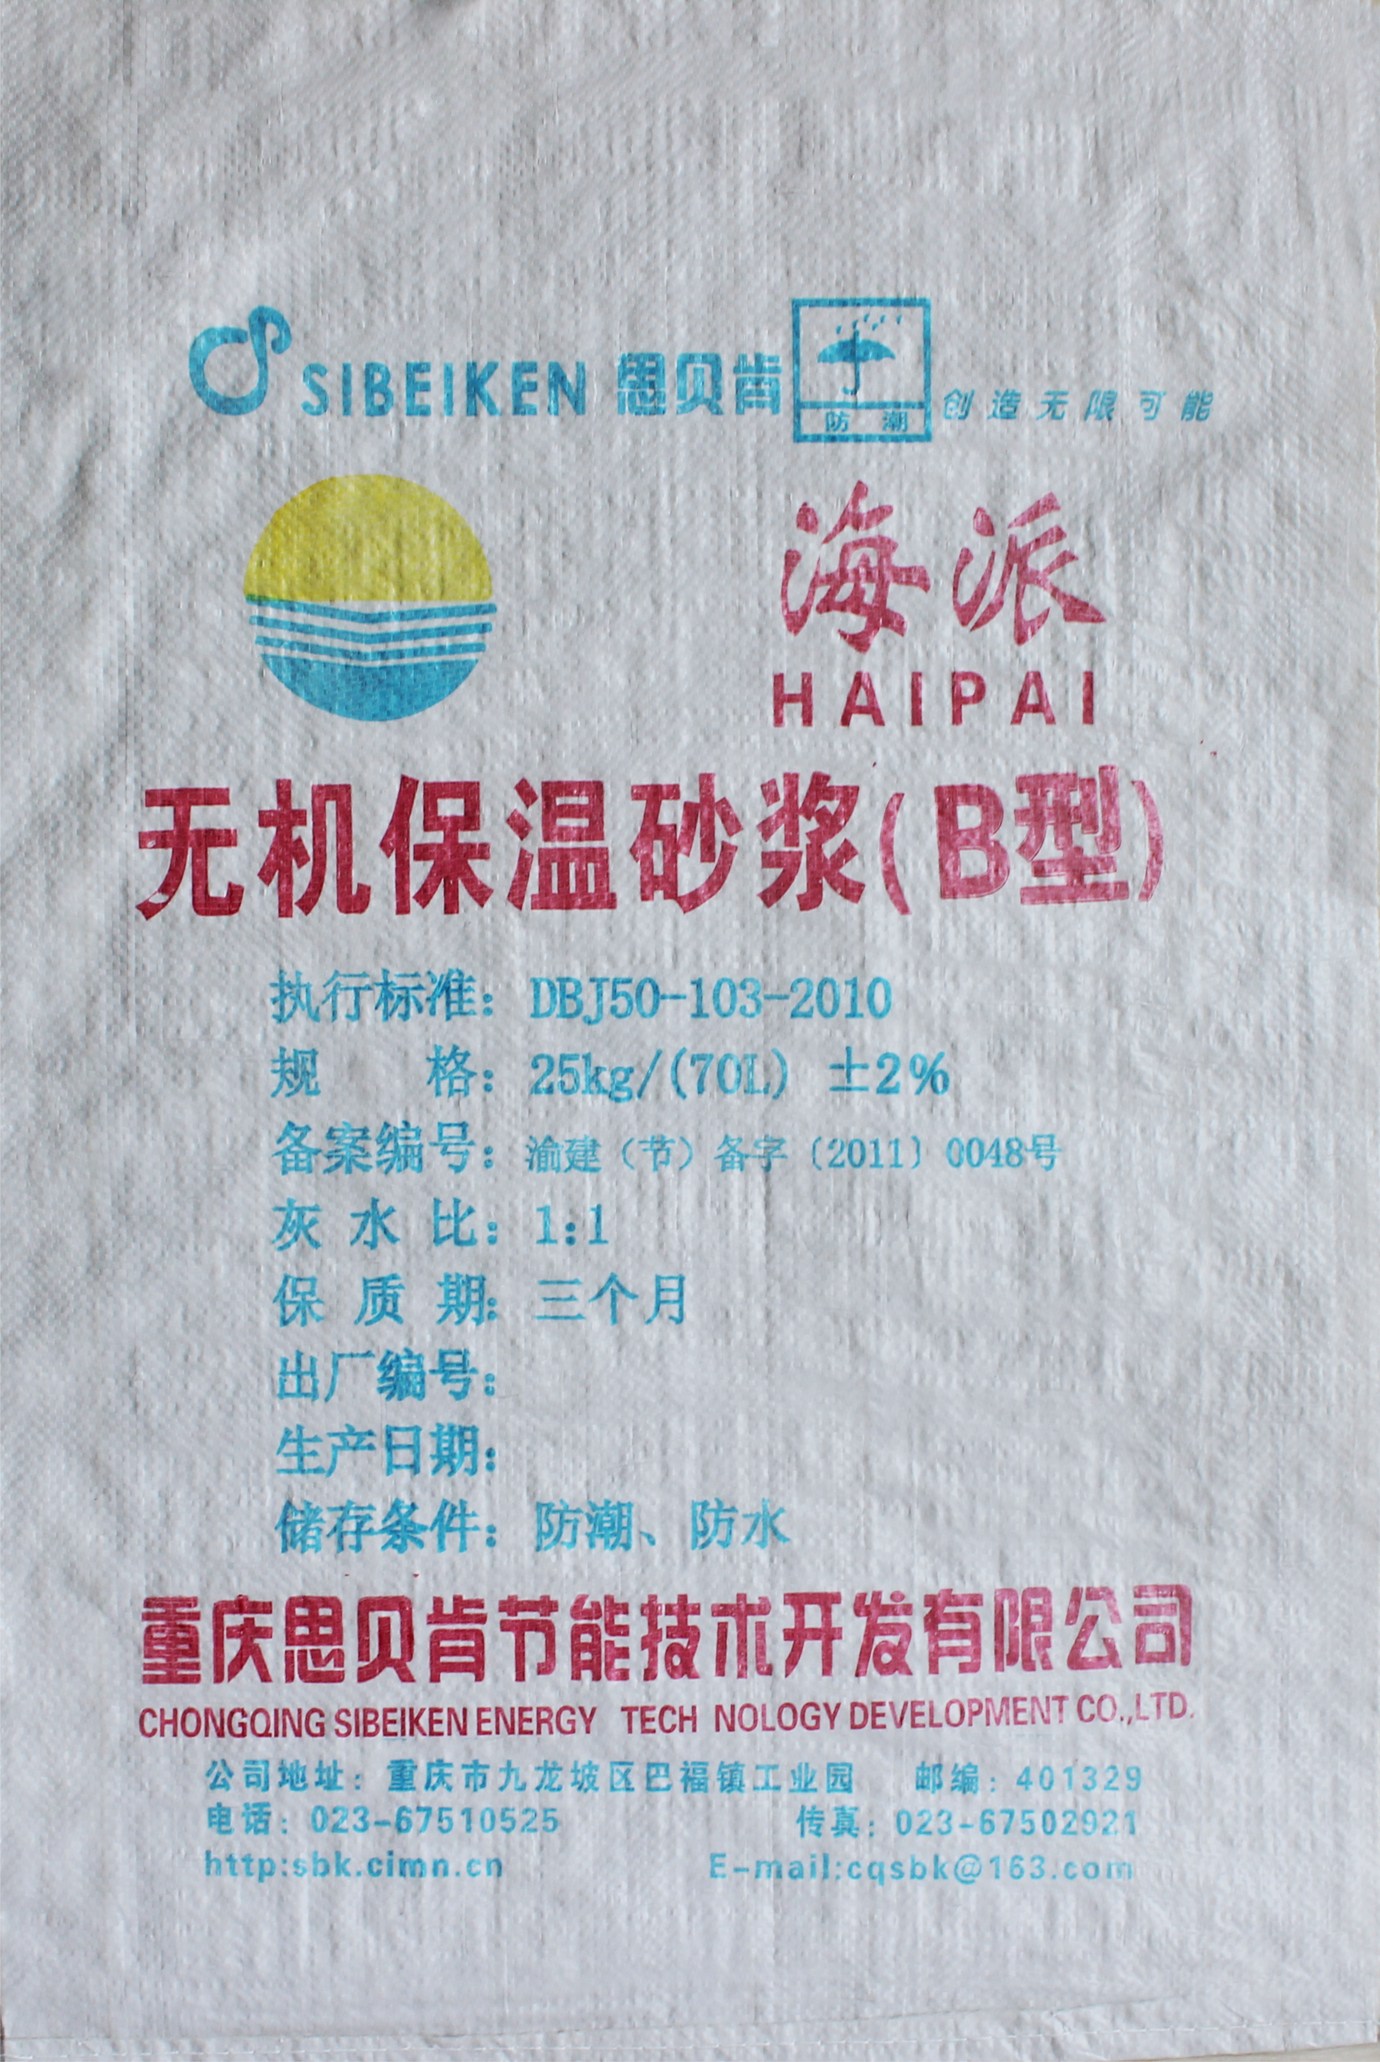 SIBEIKEN 思贝肯 防潮 创造无限可能
海派
HAIPAI
无机保温砂浆(B型)
执行标准：DBJ50-103-2010
规格：25kg/(70L) ±2%
备案编号：渝建（节）备字〔2011〕0048号
灰水比：1:1
保质期：三个月
出厂编号：
生产日期：
储存条件：防潮、防水
重庆思贝肯节能技术开发有限公司
CHONGQING SIBEIKEN ENERGY TECH NOLOGY DEVELOPMENT CO.,LTD.
公司地址：重庆市九龙坡区巴福镇工业园 邮编：401329
电话：023-67510525 传真：023-67502921
http:sbk.cimn.cn E-mail:cqsbk@163.com